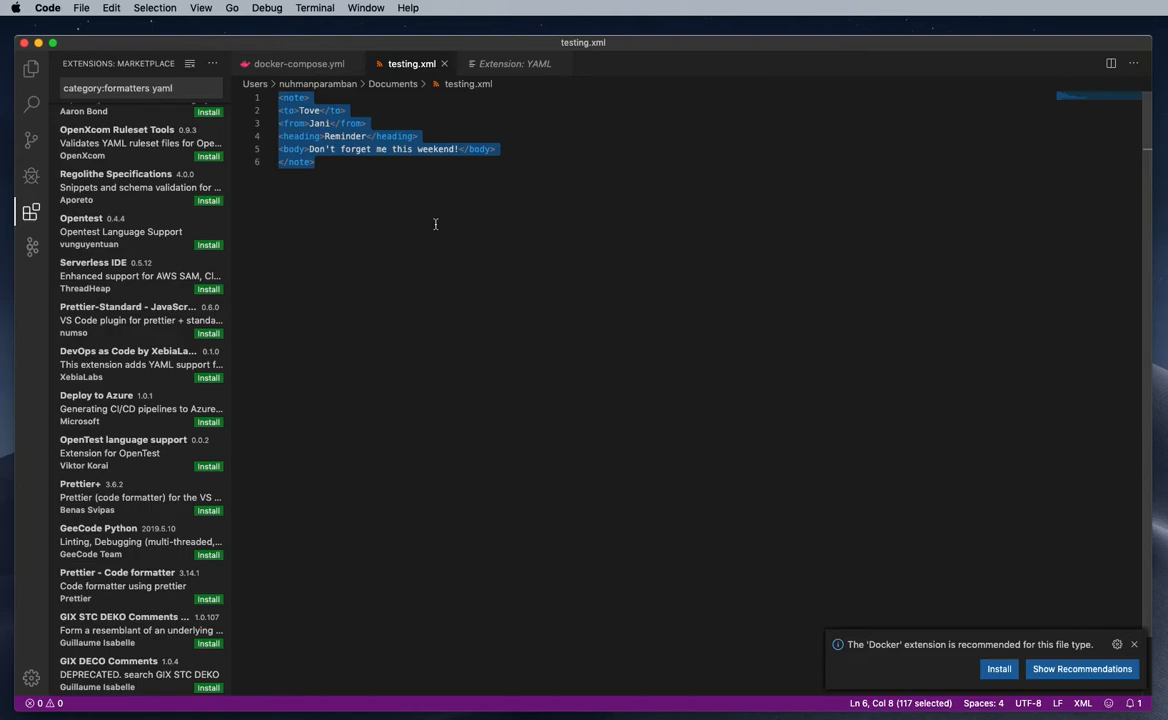 Code File Edit Selection View Go Debug Terminal Window Help
testing.xml
EXTENSIONS: MARKETPLACE
docker-compose.yml testing.xml Extension: YAML
category:formatters yaml
Users > nuhmanparamban > Documents > testing.xml
1 <note>
2 <to>Tove</to>
3 <from>Jani</from>
4 <heading>Reminder</heading>
5 <body>Don't forget me this weekend!</body>
6 </note>
Aaron Bond Install
OpenXcom Ruleset Tools 0.9.3
Validates YAML ruleset files for Ope...
OpenXcom Install
Regolithe Specifications 4.0.0
Snippets and schema validation for ...
Aporeto Install
Opentest 0.4.4
Opentest Language Support
vunguyentuan Install
Serverless IDE 0.5.12
Enhanced support for AWS SAM, CI...
ThreadHeap Install
Prettier-Standard - JavaScr... 0.6.0
VS Code plugin for prettier + standa...
numso Install
DevOps as Code by XebiaLa... 0.1.0
This extension adds YAML support f...
XebiaLabs Install
Deploy to Azure 1.0.1
Generating CI/CD pipelines to Azure...
Microsoft Install
OpenTest language support 0.0.2
Extension for OpenTest
Viktor Korai Install
Prettier+ 3.6.2
Prettier (code formatter) for the VS ...
Benas Svipas Install
GeeCode Python 2019.5.10
Linting, Debugging (multi-threaded,...
GeeCode Team Install
Prettier - Code formatter 3.14.1
Code formatter using prettier
Prettier Install
GIX STC DEKO Comments ... 1.0.107
Form a resemblant of an underlying ...
Guillaume Isabelle Install
GIX DECO Comments 1.0.4
DEPRECATED. search GIX STC DEKO
Guillaume Isabelle Install
The 'Docker' extension is recommended for this file type.
Install Show Recommendations
0 0 Ln 6, Col 8 (117 selected) Spaces: 4 UTF-8 LF XML 1